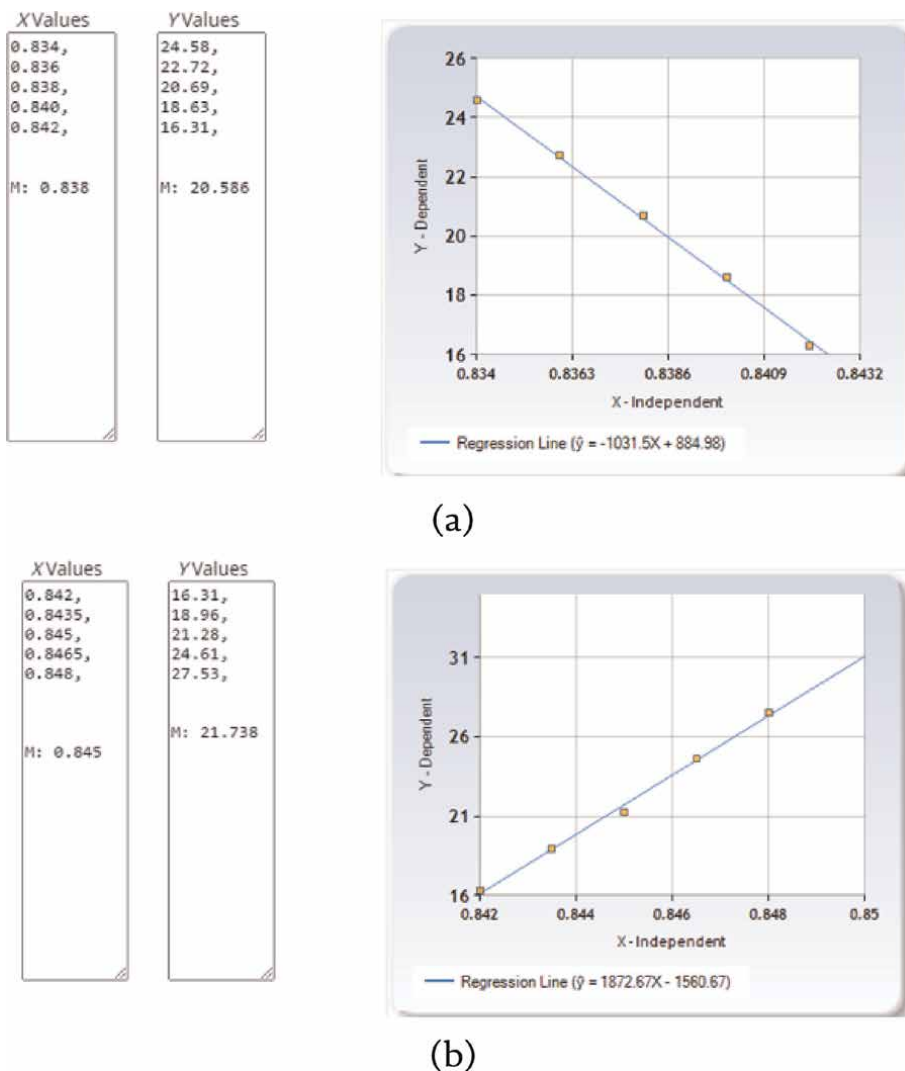 X Values
Y Values
0.834,
0.836
0.838,
0.840,
0.842,
M: 0.838
24.58,
22.72,
20.69,
18.63,
16.31,
M: 20.586
26
24
22
20
18
16
Y - Dependent
0.834 0.8363 0.8386 0.8409 0.8432
X - Independent
Regression Line (ŷ = -1031.5X + 884.98)
(a)
X Values
Y Values
0.842,
0.8435,
0.845,
0.8465,
0.848,
M: 0.845
16.31,
18.96,
21.28,
24.61,
27.53,
M: 21.738
31
26
21
16
Y - Dependent
0.842 0.844 0.846 0.848 0.85
X - Independent
Regression Line (ŷ = 1872.67X - 1560.67)
(b)